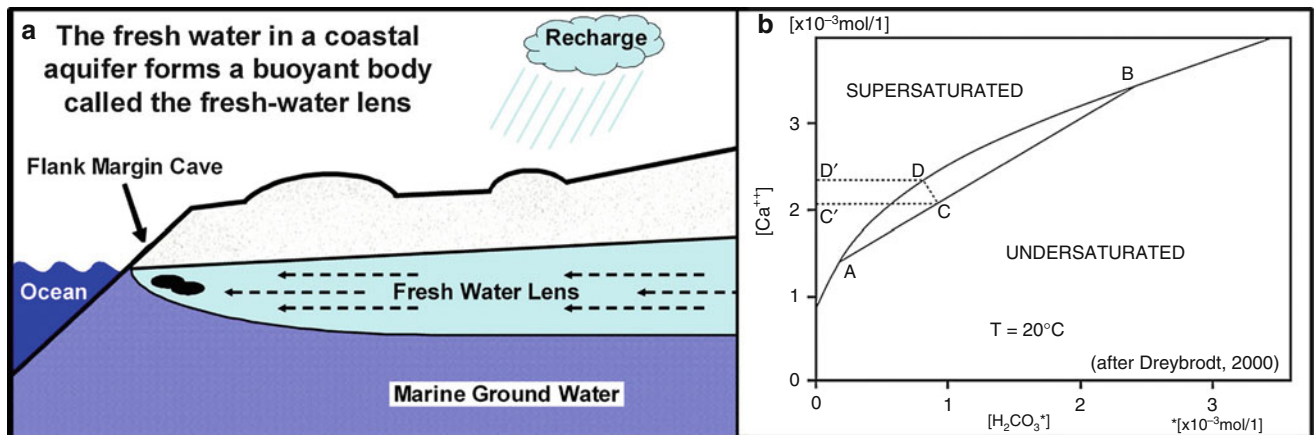 a
The fresh water in a coastal
aquifer forms a buoyant body
called the fresh-water lens
Recharge
Flank Margin Cave
Ocean
Fresh Water Lens
Marine Ground Water
b
[x10⁻³mol/1]
B
SUPERSATURATED
3
D′
D
C′
C
2
[Ca⁺⁺]
A
UNDERSATURATED
1
T = 20°C
(after Dreybrodt, 2000)
0
0
1
2
3
[H₂CO₃*]
*[x10⁻³mol/1]